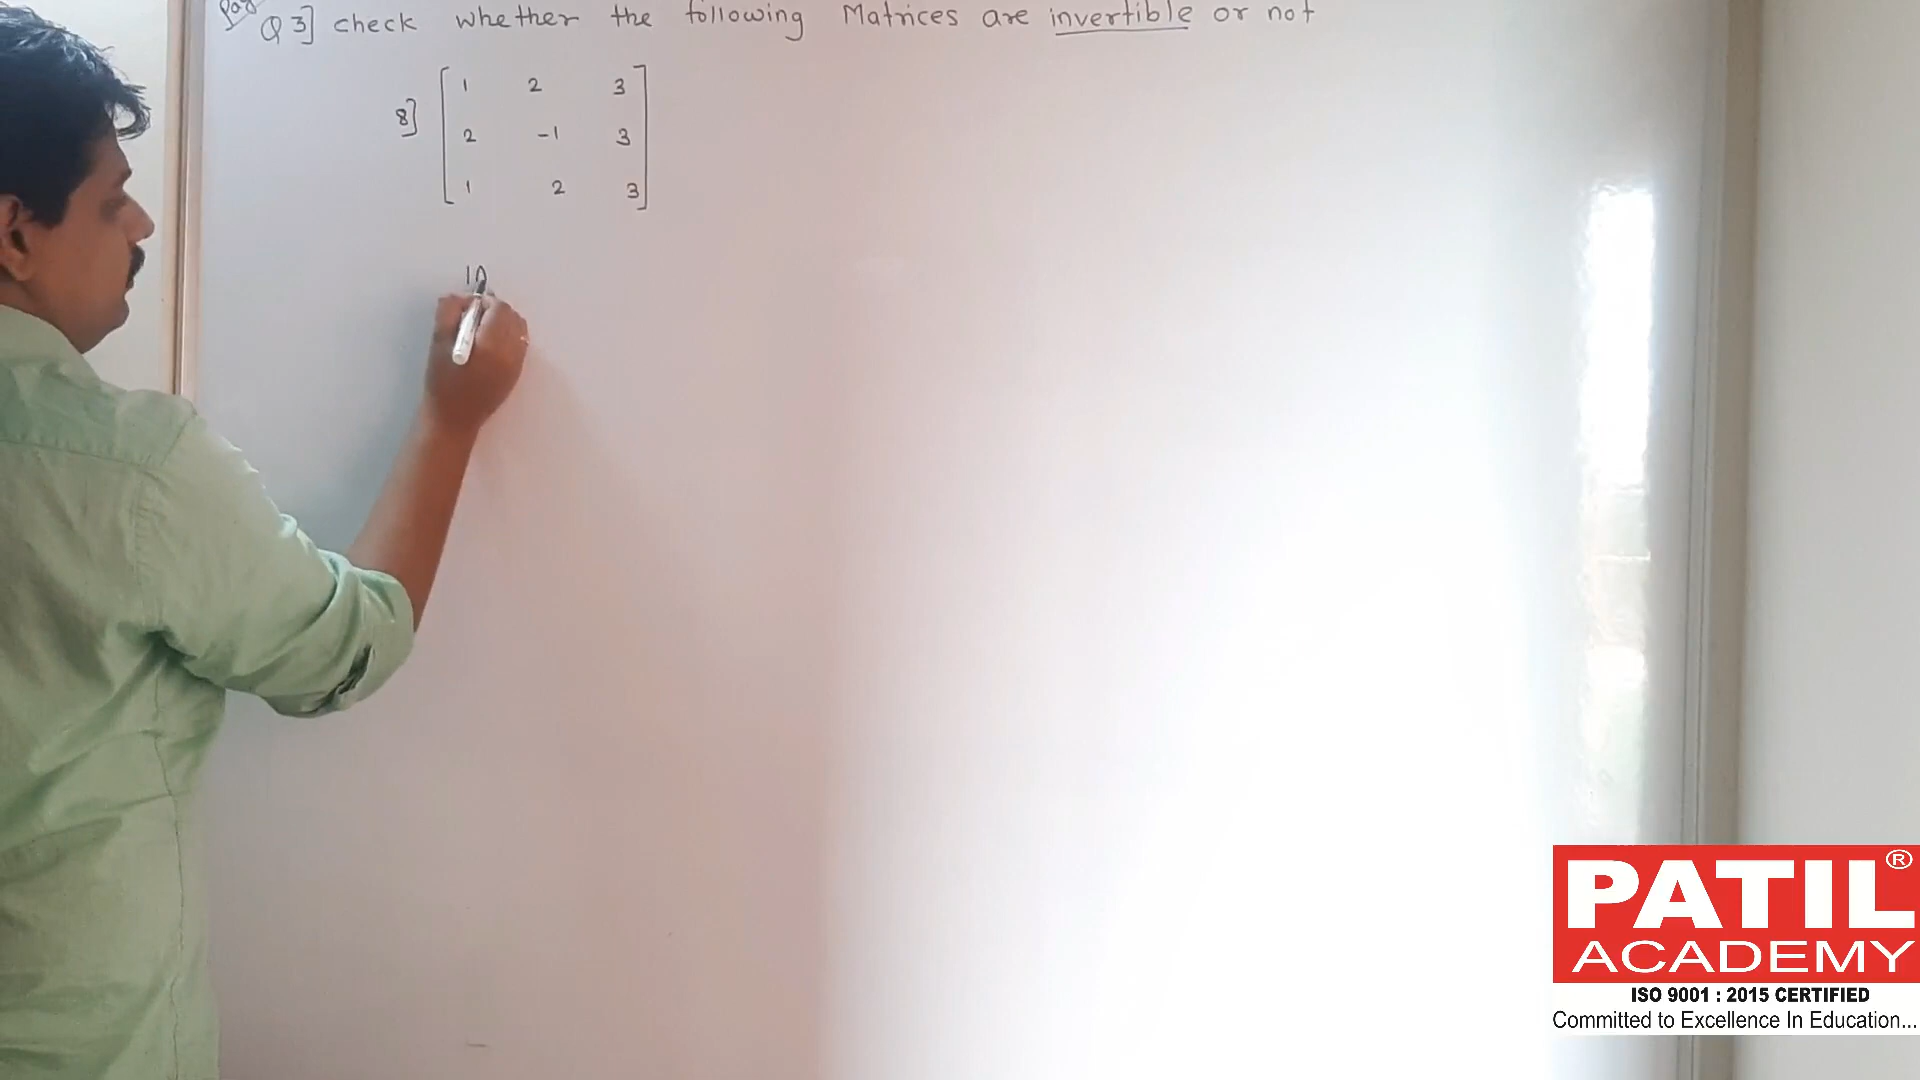 Q 3] check whether the following Matrices are invertible or not
8] [ 1 2 3
2 -1 3
1 2 3 ]
|A
PATIL®
ACADEMY
ISO 9001 : 2015 CERTIFIED
Committed to Excellence In Education...